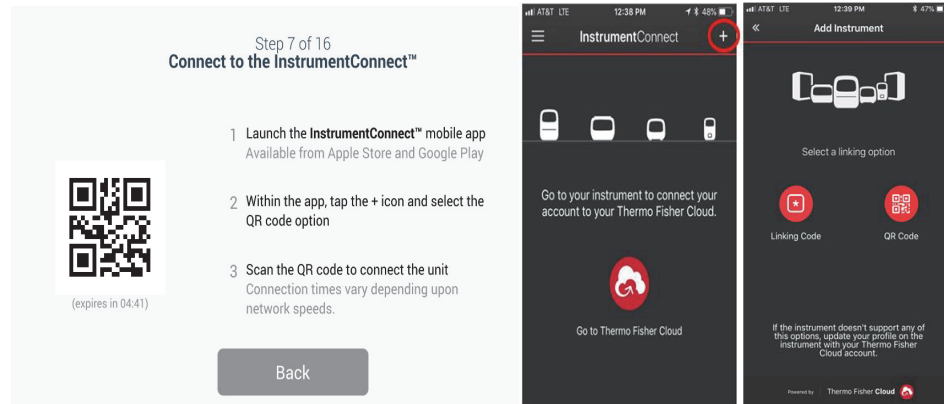 Step 7 of 16
Connect to the InstrumentConnect™
1 Launch the InstrumentConnect™ mobile app
Available from Apple Store and Google Play
2 Within the app, tap the + icon and select the
QR code option
3 Scan the QR code to connect the unit
Connection times vary depending upon
network speeds.
(expires in 04:41)
Back
AT&T LTE 12:38 PM 48%
InstrumentConnect +
Go to your instrument to connect your
account to your Thermo Fisher Cloud.
Go to Thermo Fisher Cloud
AT&T LTE 12:39 PM 47%
« Add Instrument
Select a linking option
Linking Code QR Code
If the instrument doesn't support any of
this options, update your profile on the
instrument with your Thermo Fisher
Cloud account.
Powered by Thermo Fisher Cloud